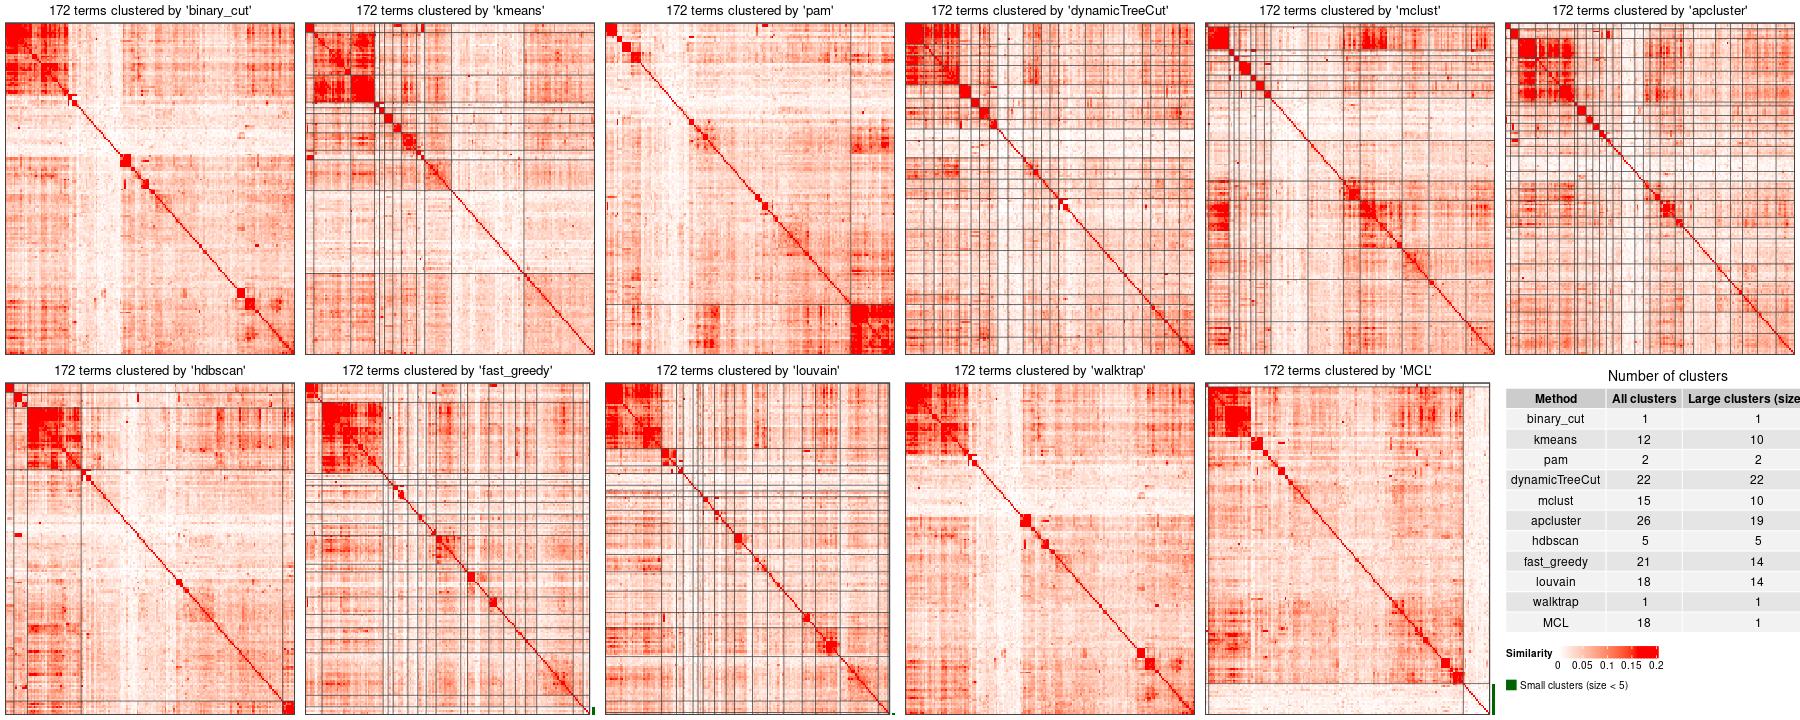 172 terms clustered by 'binary_cut'
172 terms clustered by 'kmeans'
172 terms clustered by 'pam'
172 terms clustered by 'dynamicTreeCut'
172 terms clustered by 'mclust'
172 terms clustered by 'apcluster'
172 terms clustered by 'hdbscan'
172 terms clustered by 'fast_greedy'
172 terms clustered by 'louvain'
172 terms clustered by 'walktrap'
172 terms clustered by 'MCL'
Number of clusters
Method All clusters Large clusters (size
binary_cut 1 1
kmeans 12 10
pam 2 2
dynamicTreeCut 22 22
mclust 15 10
apcluster 26 19
hdbscan 5 5
fast_greedy 21 14
louvain 18 14
walktrap 1 1
MCL 18 1
Similarity
0 0.05 0.1 0.15 0.2
Small clusters (size < 5)